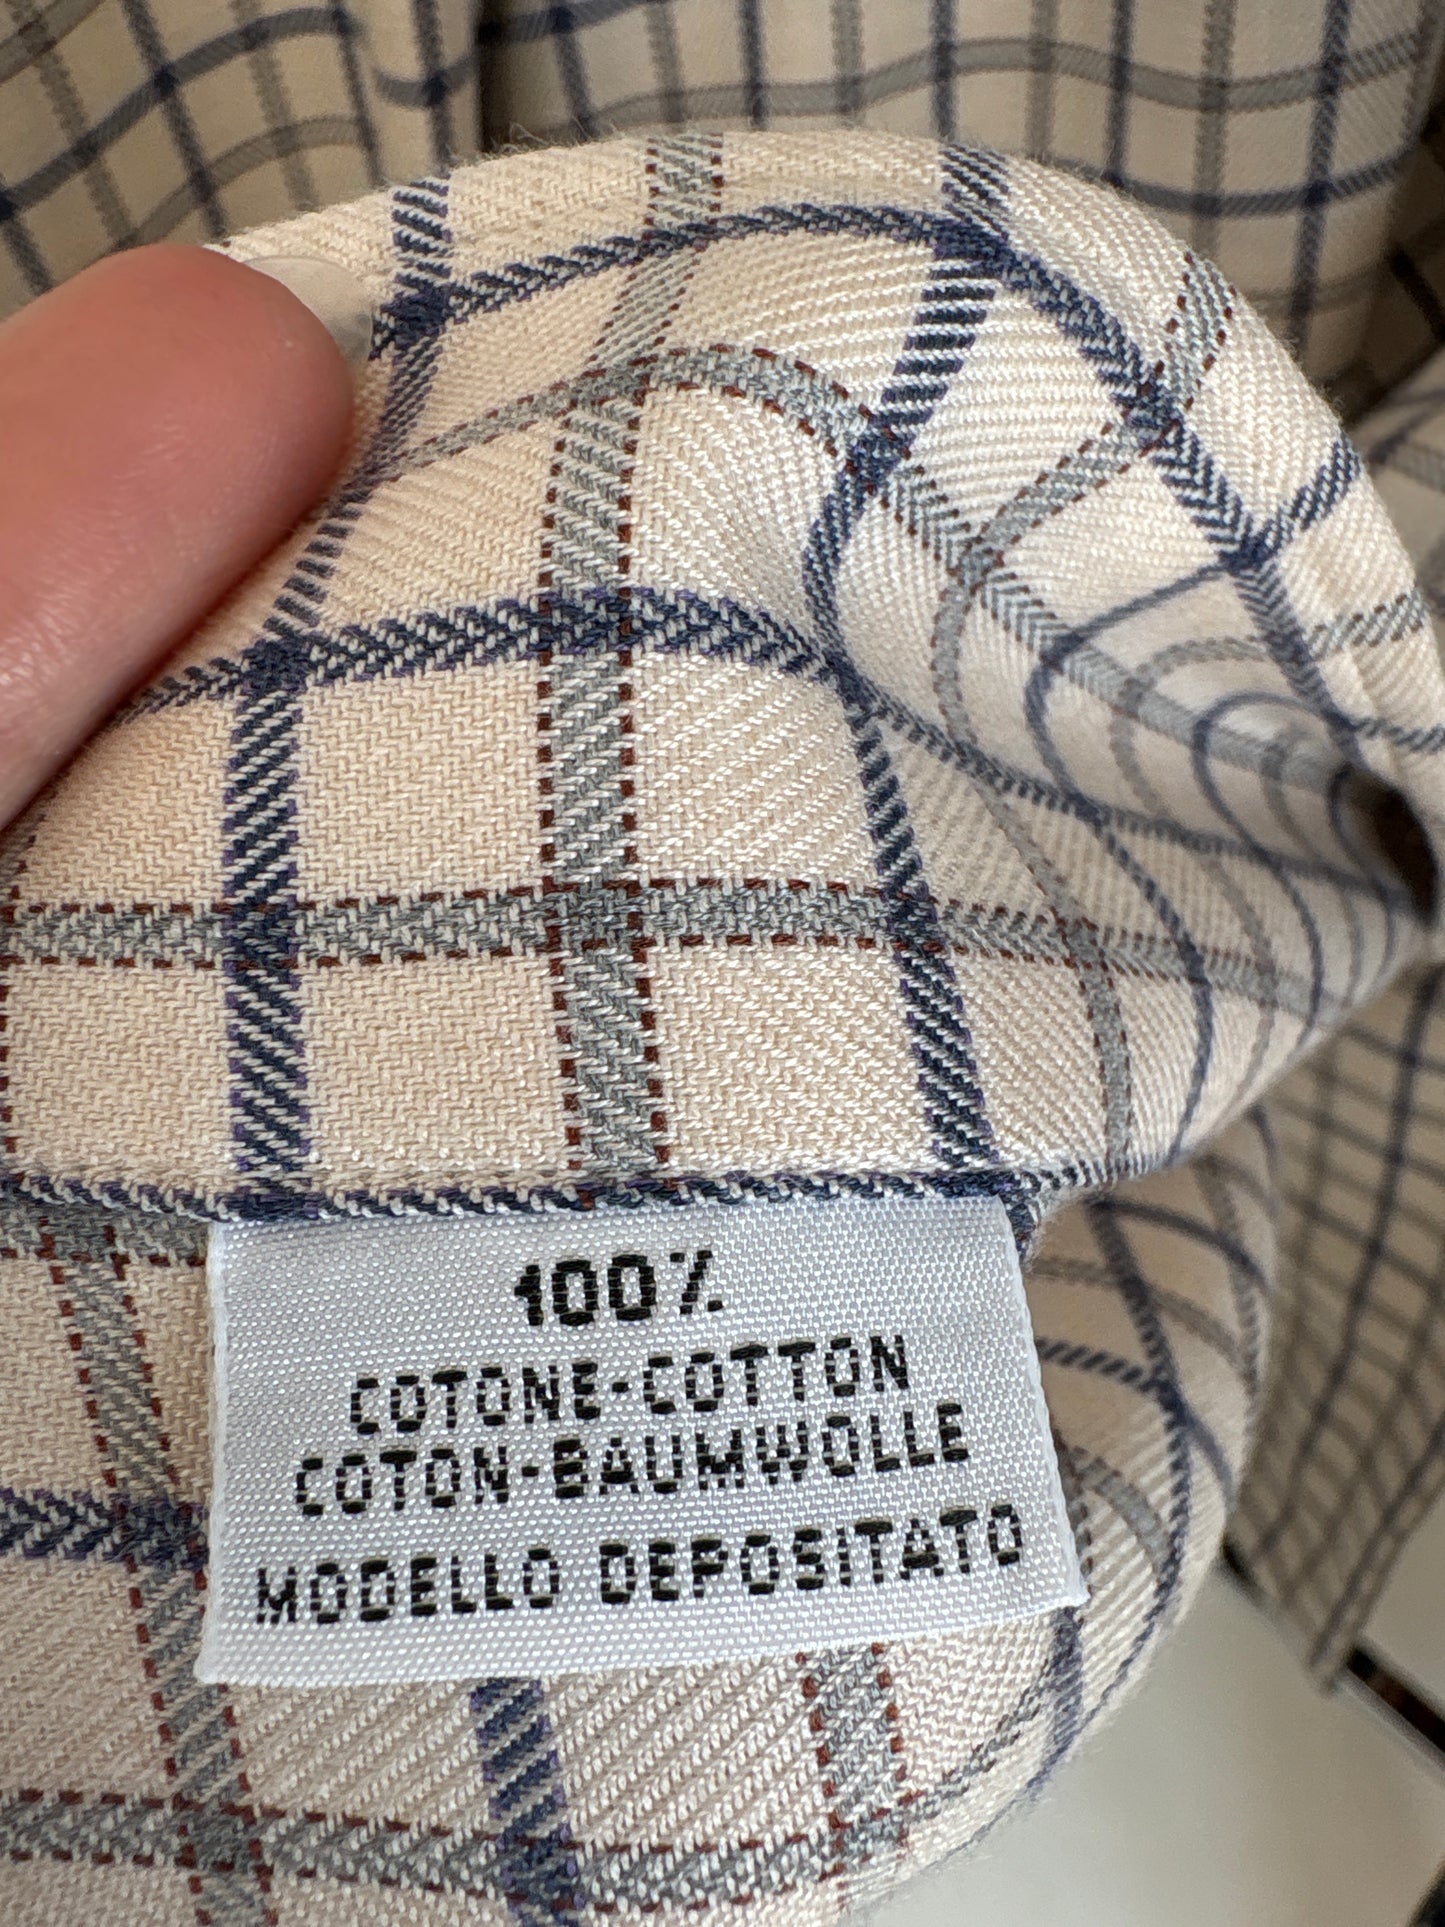 100%
COTONE-COTTON
COTON-BAUMWOLLE
MODELLO DEPOSITATO